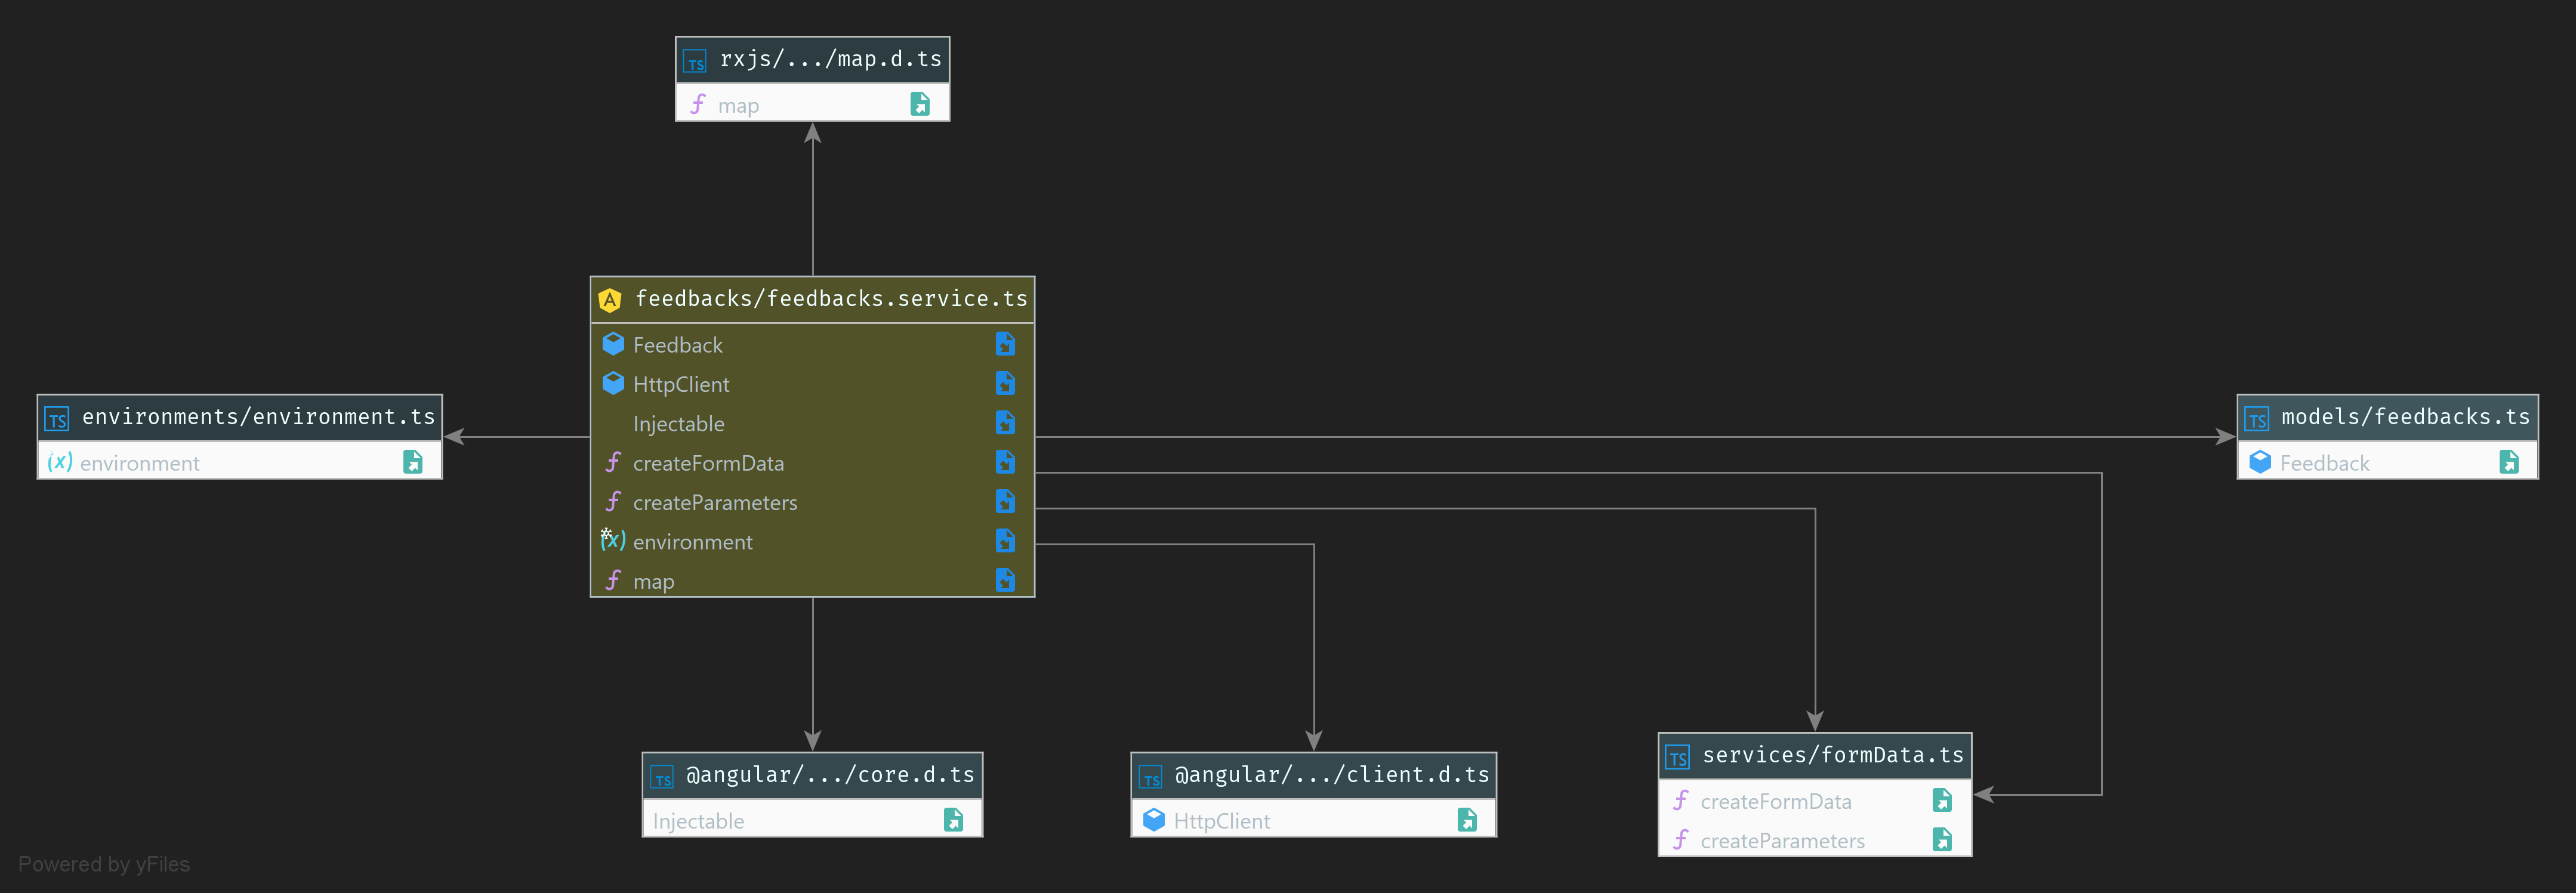 rxjs/.../map.d.ts
map
feedbacks/feedbacks.service.ts
Feedback
HttpClient
Injectable
createFormData
createParameters
environment
map
environments/environment.ts
environment
models/feedbacks.ts
Feedback
@angular/.../core.d.ts
Injectable
@angular/.../client.d.ts
HttpClient
services/formData.ts
createFormData
createParameters
Powered by yFiles